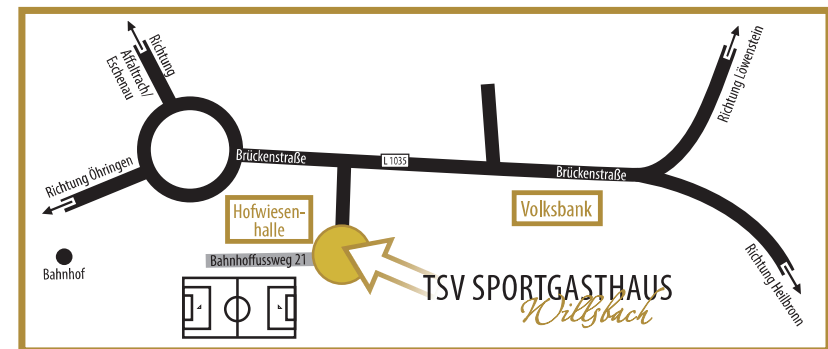 Richtung
Affaltrach/
Eschenau
Richtung Löwenstein
Brückenstraße
L 1035
Brückenstraße
Richtung Öhringen
Hofwiesen-
halle
Volksbank
Bahnhof
Bahnhoffussweg 21
Richtung Heilbronn
TSV SPORTGASTHAUS
Willsbach